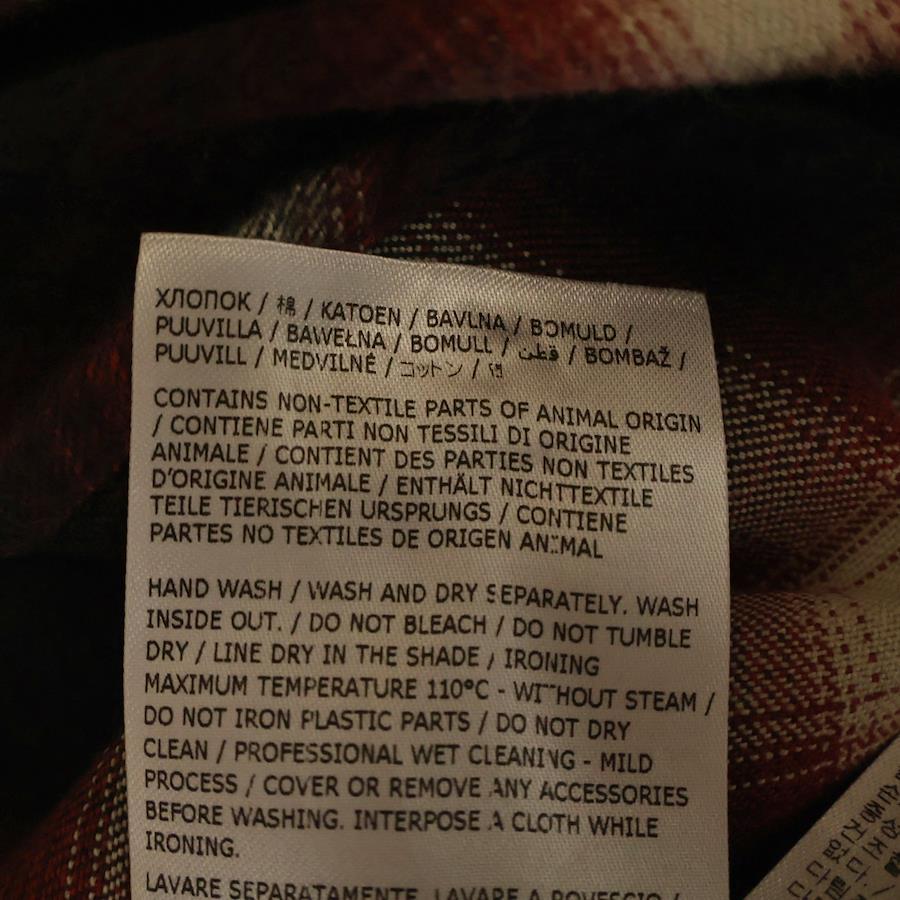 ХЛОПОК / 棉 / KATOEN / BAVLNA / BOMULD /
PUUVILLA / BAWEŁNA / BOMULL / قطن / BOMBAŽ /
PUUVILL / MEDVILNĖ / コットン /
CONTAINS NON-TEXTILE PARTS OF ANIMAL ORIGIN
/ CONTIENE PARTI NON TESSILI DI ORIGINE
ANIMALE / CONTIENT DES PARTIES NON TEXTILES
D'ORIGINE ANIMALE / ENTHÄLT NICHTTEXTILE
TEILE TIERISCHEN URSPRUNGS / CONTIENE
PARTES NO TEXTILES DE ORIGEN ANIMAL
HAND WASH / WASH AND DRY SEPARATELY. WASH
INSIDE OUT. / DO NOT BLEACH / DO NOT TUMBLE
DRY / LINE DRY IN THE SHADE / IRONING
MAXIMUM TEMPERATURE 110°C - WITHOUT STEAM /
DO NOT IRON PLASTIC PARTS / DO NOT DRY
CLEAN / PROFESSIONAL WET CLEANING - MILD
PROCESS / COVER OR REMOVE ANY ACCESSORIES
BEFORE WASHING. INTERPOSE A CLOTH WHILE
IRONING.
LAVARE SEPARATAMENTE. LAVARE A ROVESCIO /